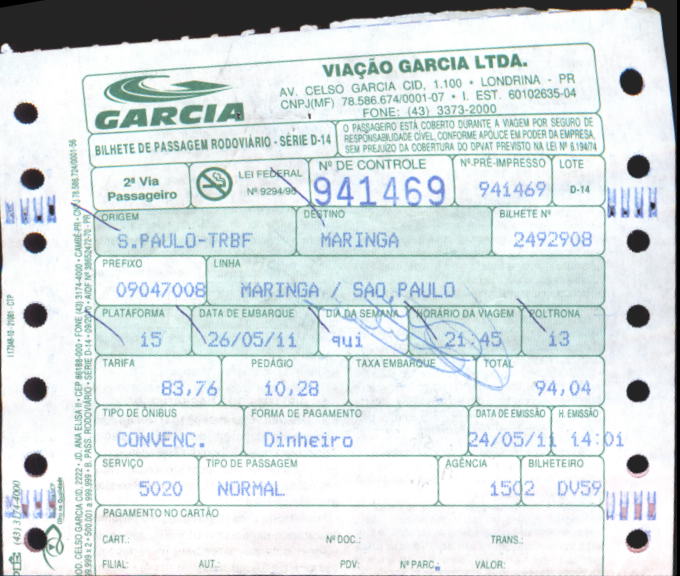 VIAÇÃO GARCIA LTDA.
AV. CELSO GARCIA CID, 1.100 • LONDRINA - PR
CNPJ(MF) 78.586.674/0001-07 • I. EST. 60102635-04
FONE: (43) 3373-2000
GARCIA
BILHETE DE PASSAGEM RODOVIÁRIO - SÉRIE D-14
O PASSAGEIRO ESTÁ COBERTO DURANTE A VIAGEM POR SEGURO DE
RESPONSABILIDADE CIVEL, CONFORME APÓLICE EM PODER DA EMPRESA,
SEM PREJUÍZO DA COBERTURA DO DPVAT PREVISTO NA LEI Nº 6.194/74
2ª Via
Passageiro
LEI FEDERAL
Nº 9294/96
Nº DE CONTROLE
941469
Nº.PRÉ-IMPRESSO
941469
LOTE
D-14
ORIGEM
S.PAULO-TRBF
DESTINO
MARINGA
BILHETE Nº
2492908
PREFIXO
09047008
LINHA
MARINGA / SAO PAULO
PLATAFORMA
15
DATA DE EMBARQUE
26/05/11
DIA DA SEMANA
qui
HORÁRIO DA VIAGEM
21:45
POLTRONA
13
TARIFA
83,76
PEDÁGIO
10,28
TAXA EMBARQUE
TOTAL
94,04
TIPO DE ÔNIBUS
CONVENC.
FORMA DE PAGAMENTO
Dinheiro
DATA DE EMISSÃO
24/05/11
H. EMISSÃO
14:01
SERVIÇO
5020
TIPO DE PASSAGEM
NORMAL
AGÊNCIA
1502
BILHETEIRO
DV59
PAGAMENTO NO CARTÃO
CART.: Nº DOC.: TRANS.:
FILIAL: AUT.: PDV: Nº PARC. VALOR:
(43) 3174-4000